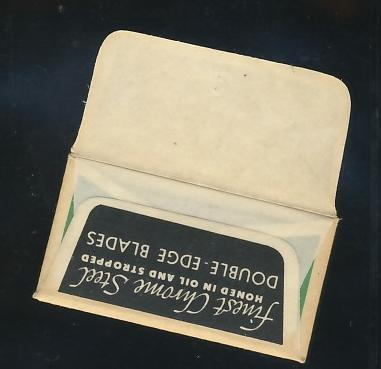 Finest Chrome Steel
HONED IN OIL AND STROPPED
DOUBLE-EDGE BLADES